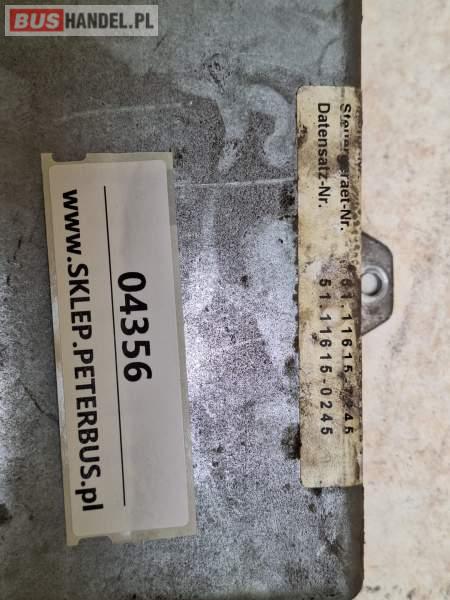 BUSHANDEL.PL
04356
www.SKLEP.PETERBUS.pl
Datensatz-Nr. 51.11615-0245